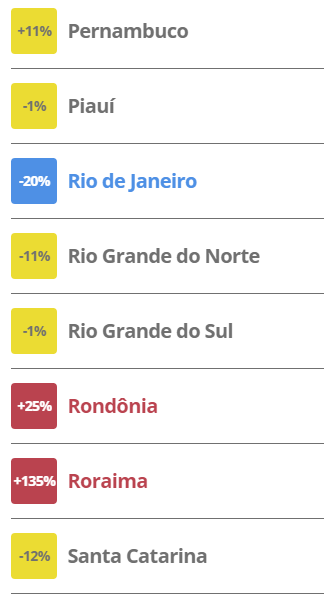 +11% Pernambuco
-1% Piauí
-20% Rio de Janeiro
-11% Rio Grande do Norte
-1% Rio Grande do Sul
+25% Rondônia
+135% Roraima
-12% Santa Catarina